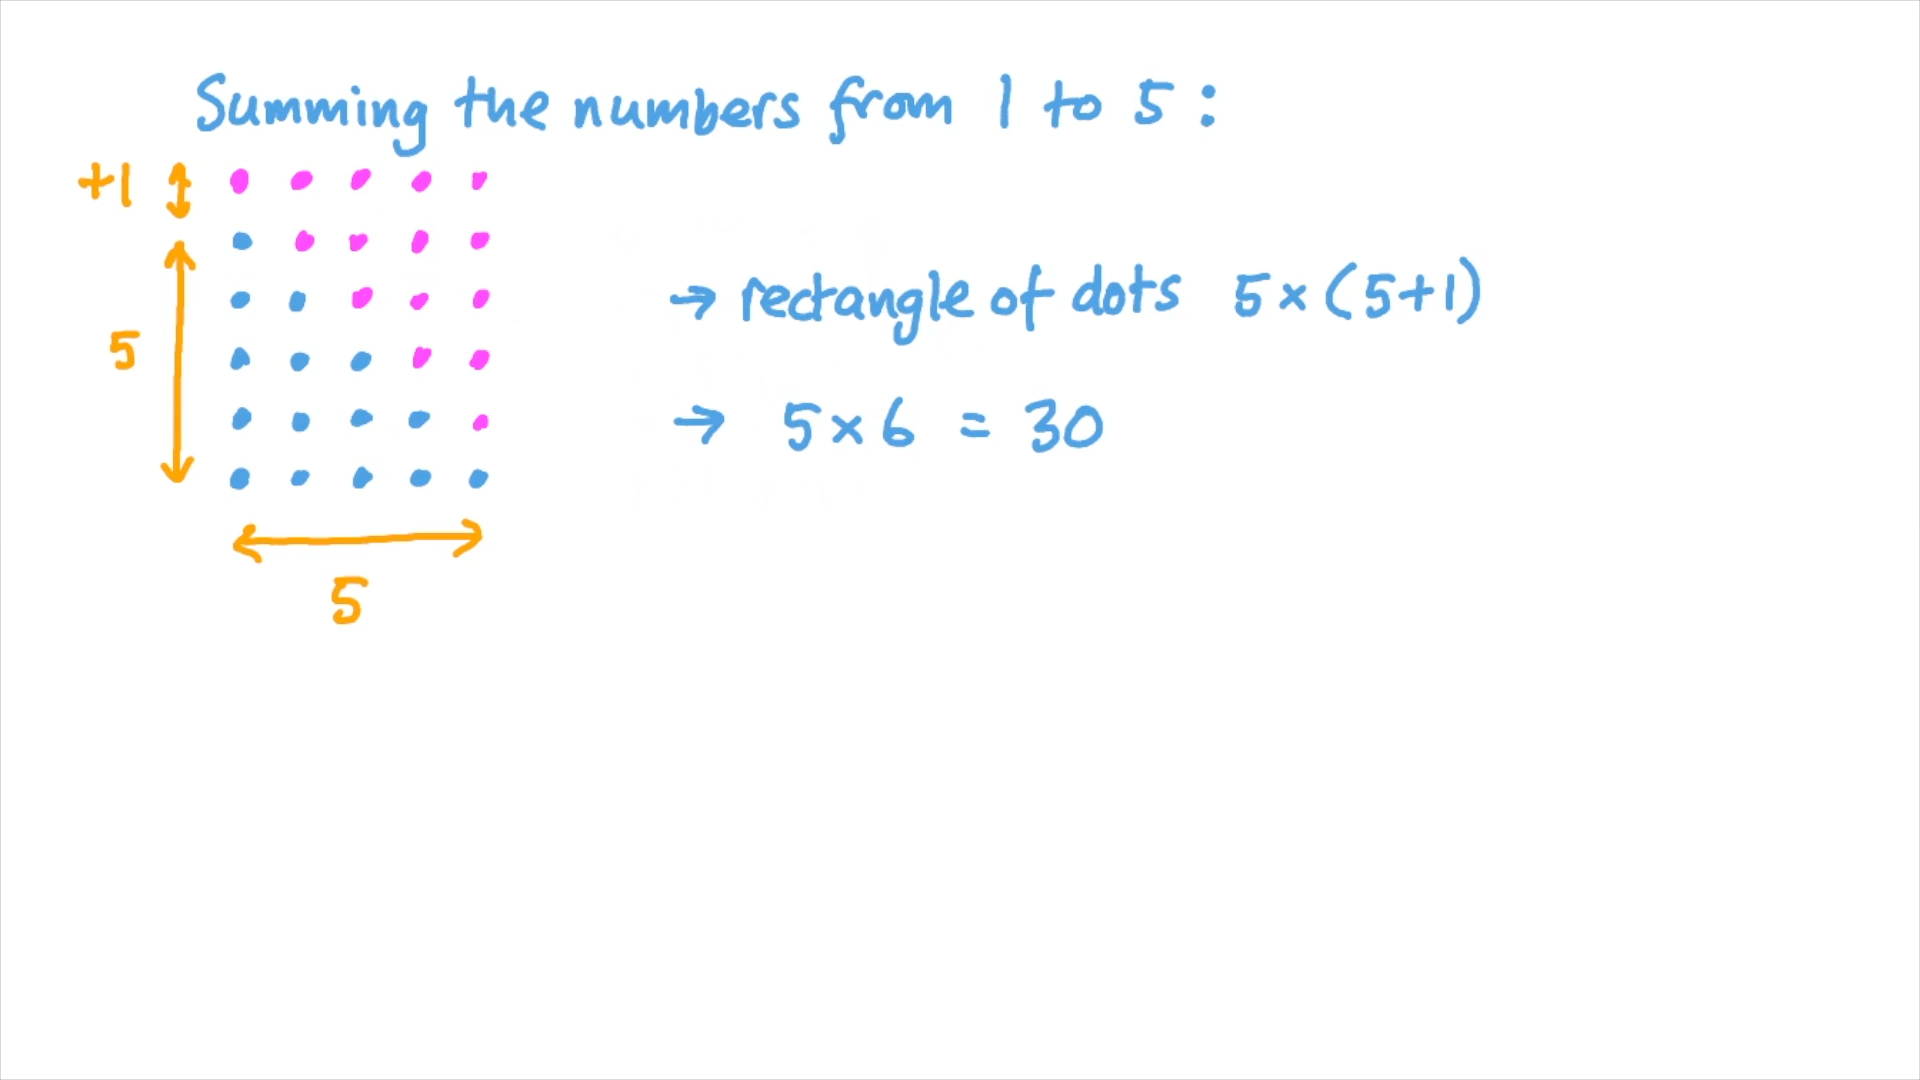 Summing the numbers from 1 to 5 :
+1
→ rectangle of dots 5×(5+1)
5
→ 5×6 = 30
5